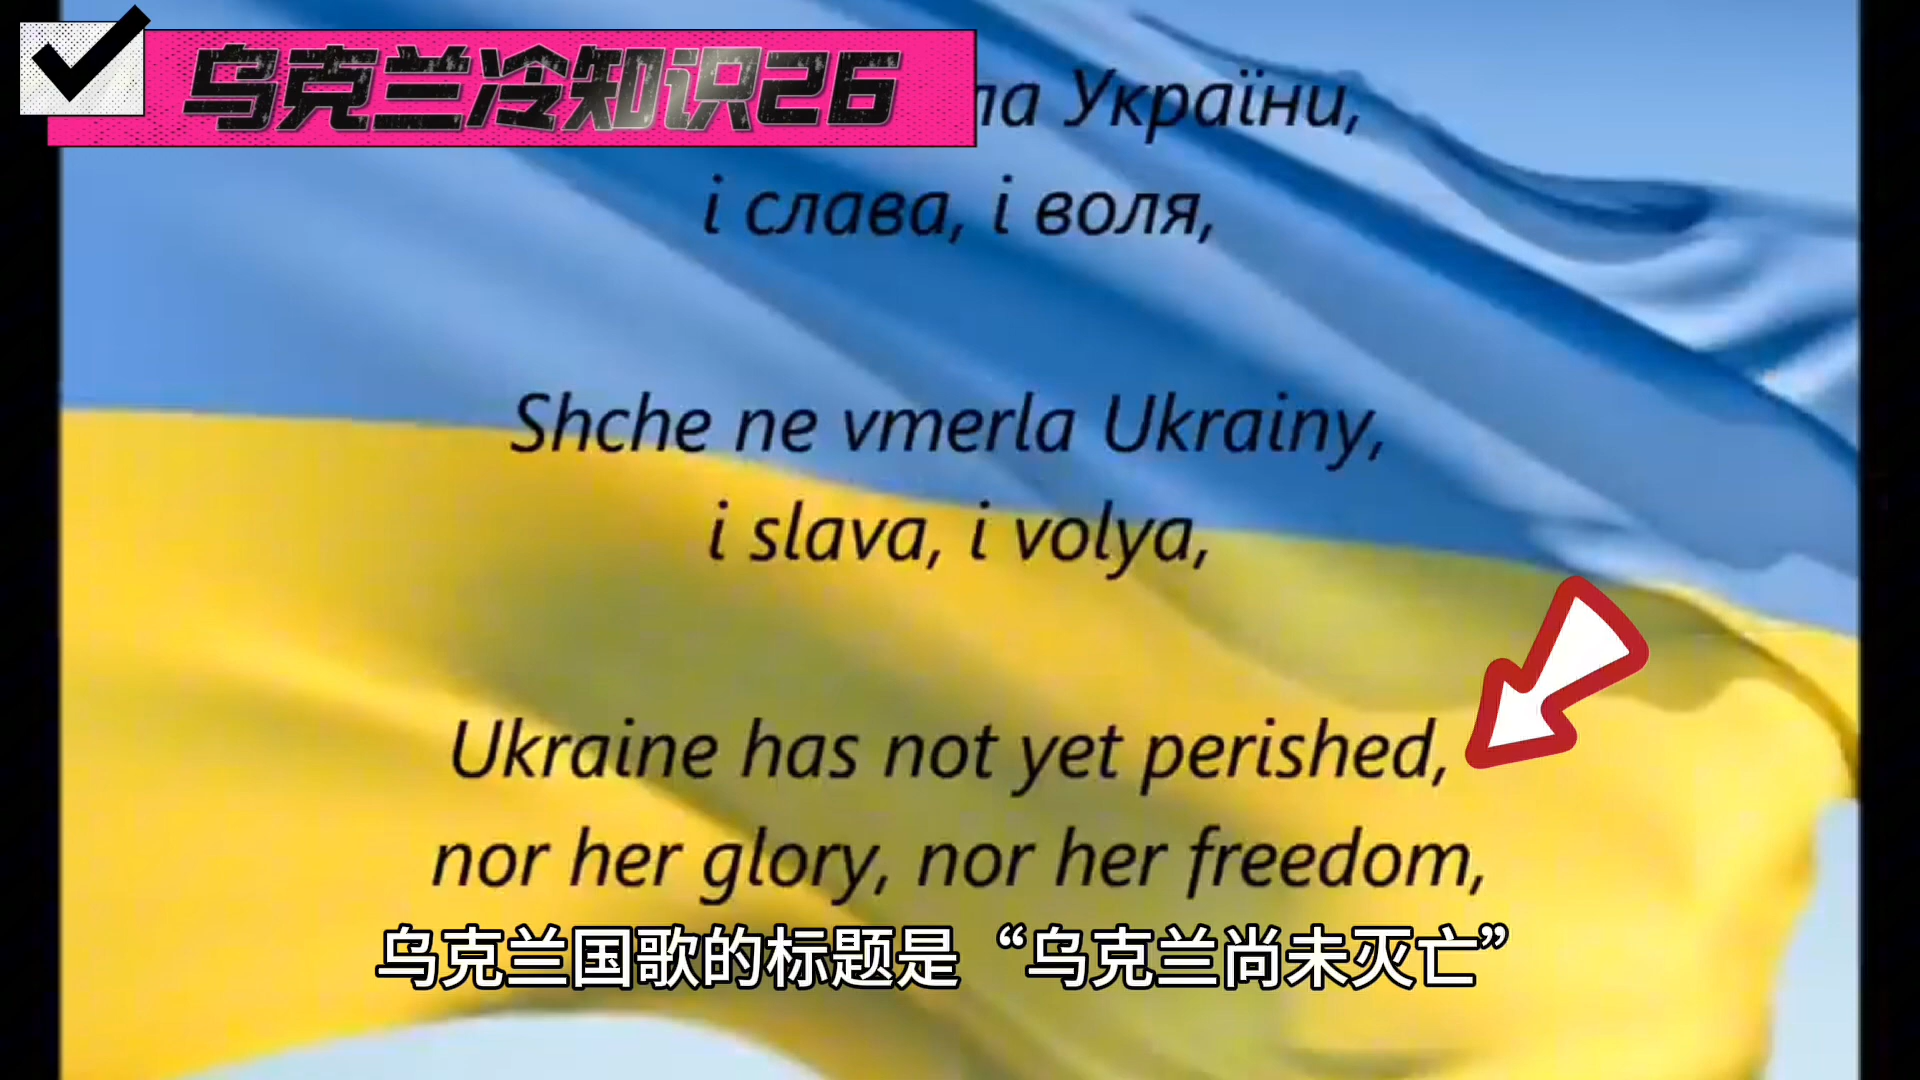 乌克兰冷知识26
ла України,
і слава, і воля,
Shche ne vmerla Ukrainy,
i slava, i volya,
Ukraine has not yet perished,
nor her glory, nor her freedom,
乌克兰国歌的标题是“乌克兰尚未灭亡”